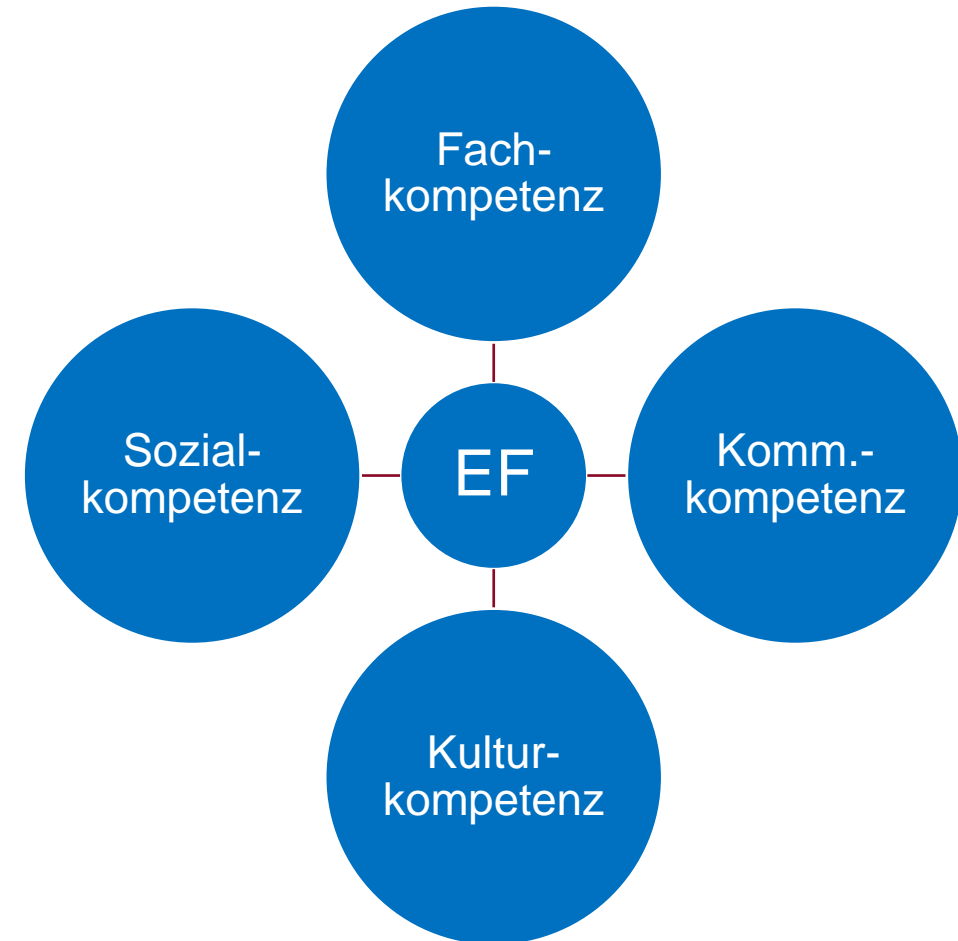 Fach-
kompetenz
Sozial-
kompetenz
EF
Komm.-
kompetenz
Kultur-
kompetenz